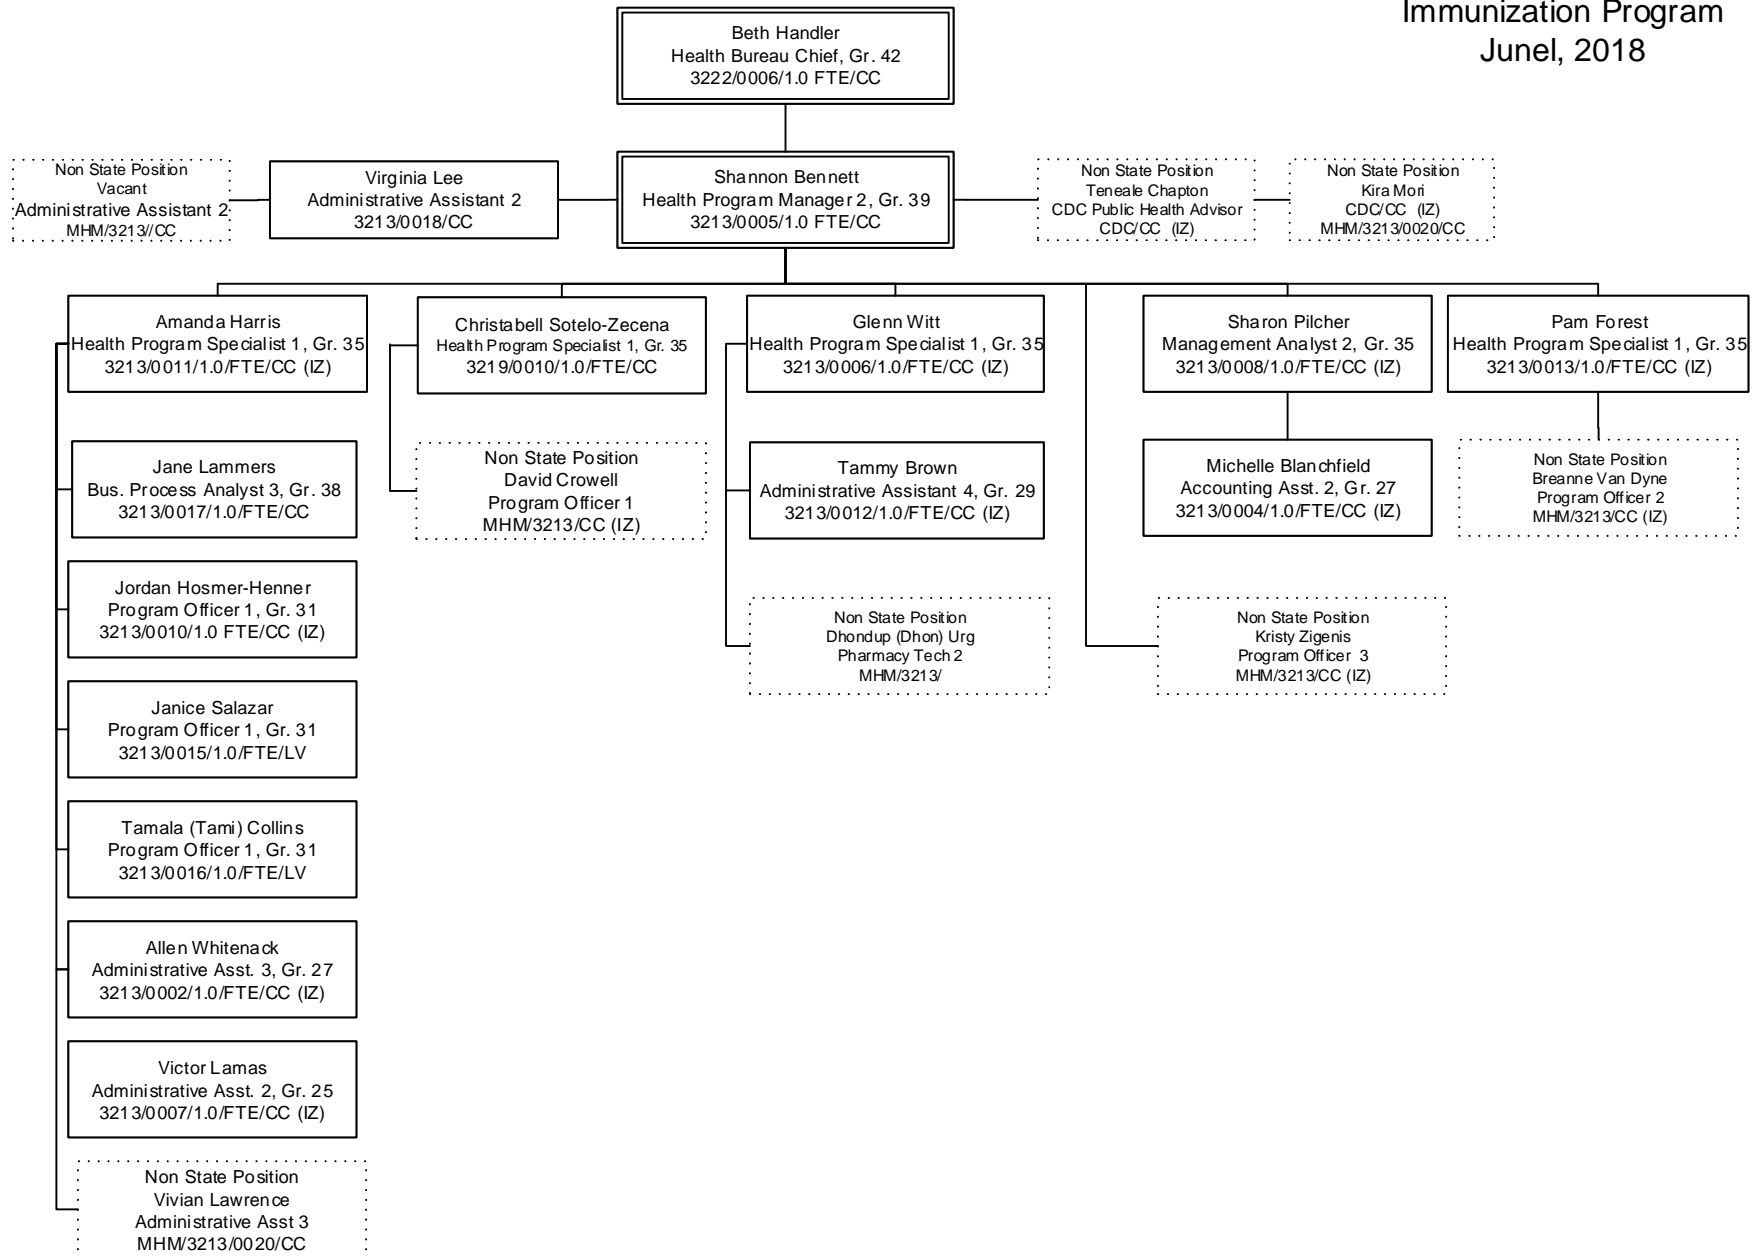 Immunization Program
Junel, 2018
Beth Handler
Health Bureau Chief, Gr. 42
3222/0006/1.0 FTE/CC
Non State Position
Vacant
Administrative Assistant 2
MHM/3213//CC
Virginia Lee
Administrative Assistant 2
3213/0018/CC
Shannon Bennett
Health Program Manager 2, Gr. 39
3213/0005/1.0 FTE/CC
Non State Position
Teneale Chapton
CDC Public Health Advisor
CDC/CC (IZ)
Non State Position
Kira Mori
CDC/CC (IZ)
MHM/3213/0020/CC
Amanda Harris
Health Program Specialist 1, Gr. 35
3213/0011/1.0/FTE/CC (IZ)
Christabell Sotelo-Zecena
Health Program Specialist 1, Gr. 35
3219/0010/1.0/FTE/CC
Glenn Witt
Health Program Specialist 1, Gr. 35
3213/0006/1.0/FTE/CC (IZ)
Sharon Pilcher
Management Analyst 2, Gr. 35
3213/0008/1.0/FTE/CC (IZ)
Pam Forest
Health Program Specialist 1, Gr. 35
3213/0013/1.0/FTE/CC (IZ)
Jane Lammers
Bus. Process Analyst 3, Gr. 38
3213/0017/1.0/FTE/CC
Non State Position
David Crowell
Program Officer 1
MHM/3213/CC (IZ)
Tammy Brown
Administrative Assistant 4, Gr. 29
3213/0012/1.0/FTE/CC (IZ)
Michelle Blanchfield
Accounting Asst. 2, Gr. 27
3213/0004/1.0/FTE/CC (IZ)
Non State Position
Breanne Van Dyne
Program Officer 2
MHM/3213/CC (IZ)
Jordan Hosmer-Henner
Program Officer 1, Gr. 31
3213/0010/1.0 FTE/CC (IZ)
Non State Position
Dhondup (Dhon) Urg
Pharmacy Tech 2
MHM/3213/
Non State Position
Kristy Zigenis
Program Officer 3
MHM/3213/CC (IZ)
Janice Salazar
Program Officer 1, Gr. 31
3213/0015/1.0/FTE/LV
Tamala (Tami) Collins
Program Officer 1, Gr. 31
3213/0016/1.0/FTE/LV
Allen Whitenack
Administrative Asst. 3, Gr. 27
3213/0002/1.0/FTE/CC (IZ)
Victor Lamas
Administrative Asst. 2, Gr. 25
3213/0007/1.0/FTE/CC (IZ)
Non State Position
Vivian Lawrence
Administrative Asst 3
MHM/3213/0020/CC